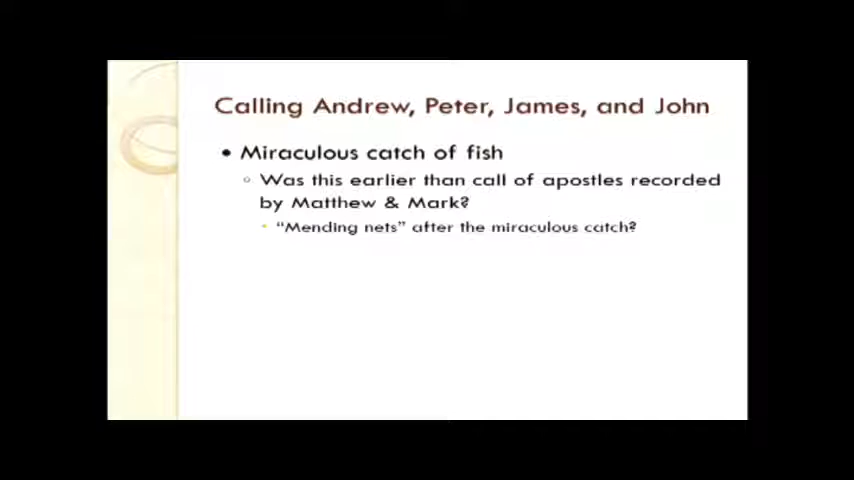 Calling Andrew, Peter, James, and John
• Miraculous catch of fish
◦ Was this earlier than call of apostles recorded
by Matthew & Mark?
• “Mending nets” after the miraculous catch?